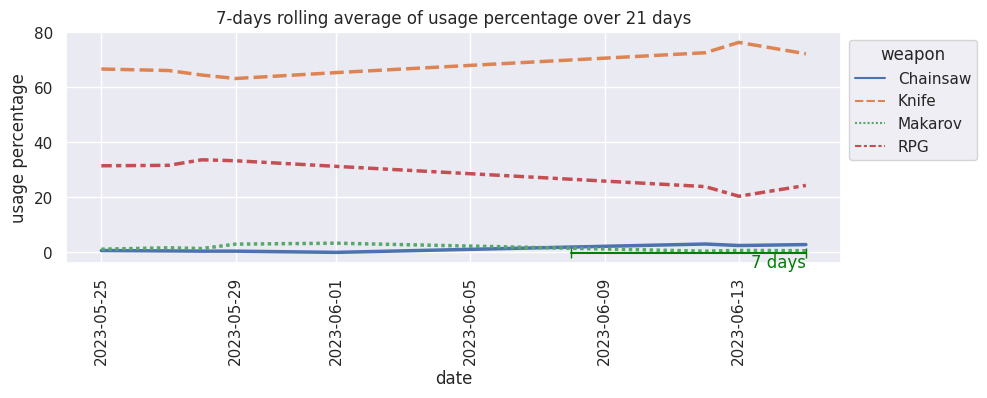 7-days rolling average of usage percentage over 21 days
usage percentage
80
60
40
20
0
2023-05-25
2023-05-29
2023-06-01
2023-06-05
2023-06-09
2023-06-13
date
7 days
weapon
Chainsaw
Knife
Makarov
RPG